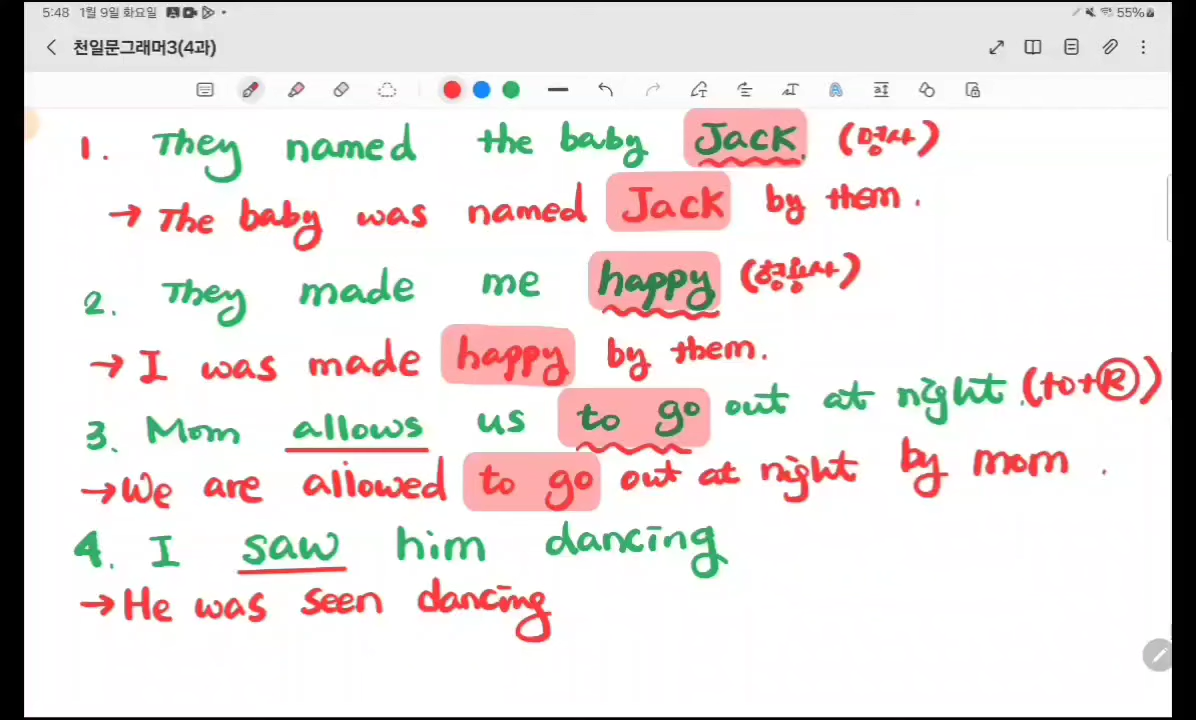 5:48 1월 9일 화요일
55%
천일문그래머3(4과)
1. They named the baby Jack. (명사)
→ The baby was named Jack by them.
2. They made me happy (형용사)
→ I was made happy by them.
3. Mom allows us to go out at night. (to+R)
→ We are allowed to go out at night by mom.
4. I saw him dancing
→ He was seen dancing